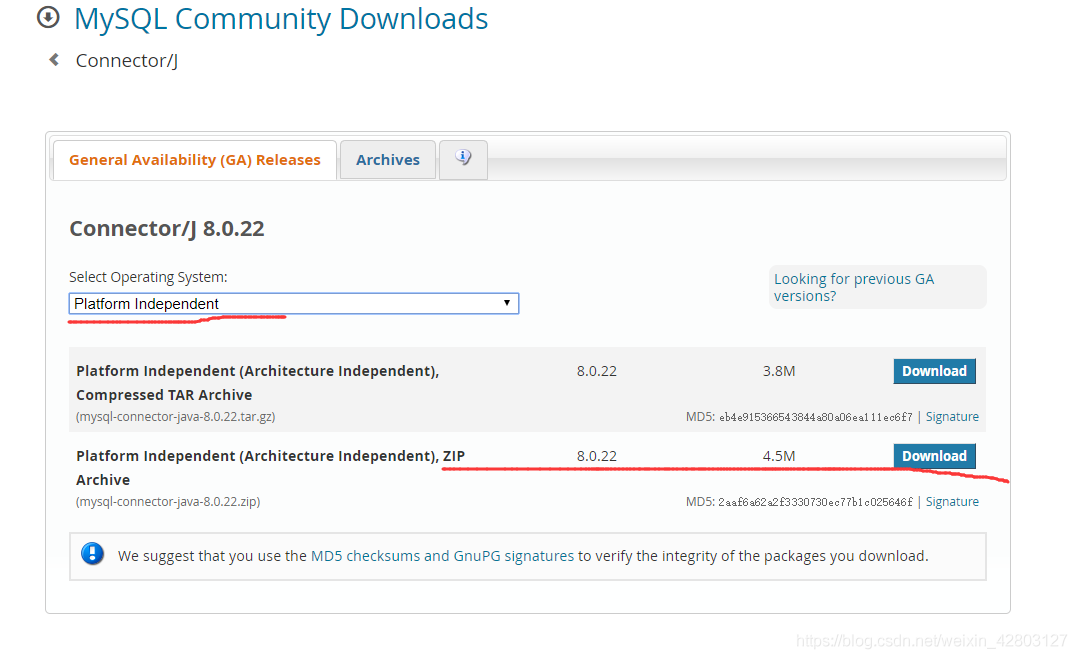 MySQL Community Downloads
Connector/J
General Availability (GA) Releases
Archives
Connector/J 8.0.22
Select Operating System:
Looking for previous GA
versions?
Platform Independent
Platform Independent (Architecture Independent),
Compressed TAR Archive
8.0.22
3.8M
Download
(mysql-connector-java-8.0.22.tar.gz)
MD5: eb4e915366543844a80a06ea111ec6f7 | Signature
Platform Independent (Architecture Independent), ZIP
Archive
8.0.22
4.5M
Download
(mysql-connector-java-8.0.22.zip)
MD5: 2aaf6a62a2f3330730ec77b1c025646f | Signature
We suggest that you use the MD5 checksums and GnuPG signatures to verify the integrity of the packages you download.
https://blog.csdn.net/weixin_42803127